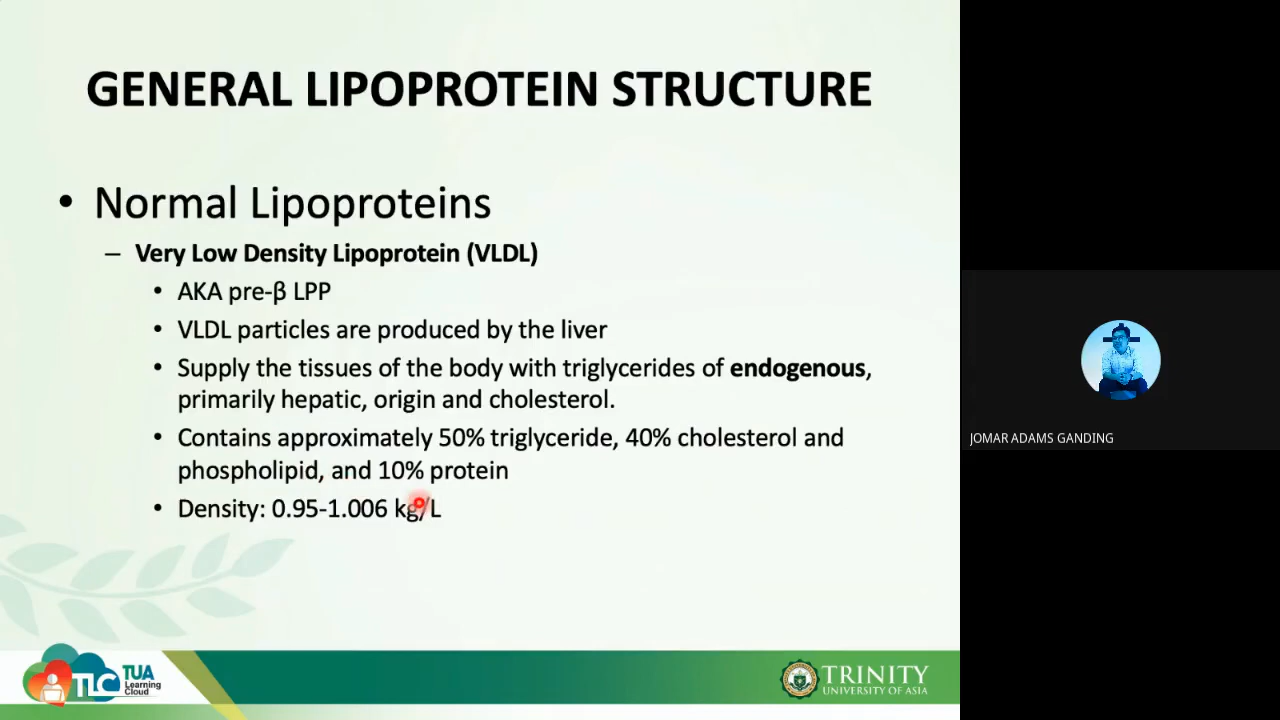 GENERAL LIPOPROTEIN STRUCTURE
• Normal Lipoproteins
– Very Low Density Lipoprotein (VLDL)
• AKA pre-β LPP
• VLDL particles are produced by the liver
• Supply the tissues of the body with triglycerides of endogenous,
primarily hepatic, origin and cholesterol.
• Contains approximately 50% triglyceride, 40% cholesterol and
phospholipid, and 10% protein
• Density: 0.95-1.006 kg/L
JOMAR ADAMS GANDING
TLC TUA
Learning
Cloud
TRINITY
UNIVERSITY OF ASIA